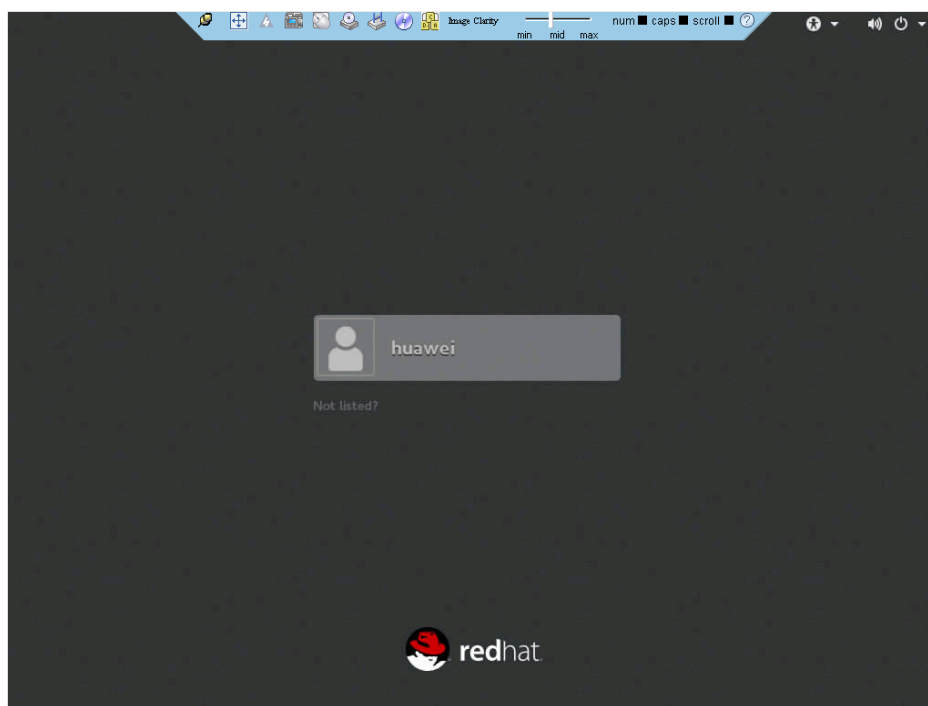 Image Clarity
min mid max
num caps scroll ?
huawei
Not listed?
redhat.